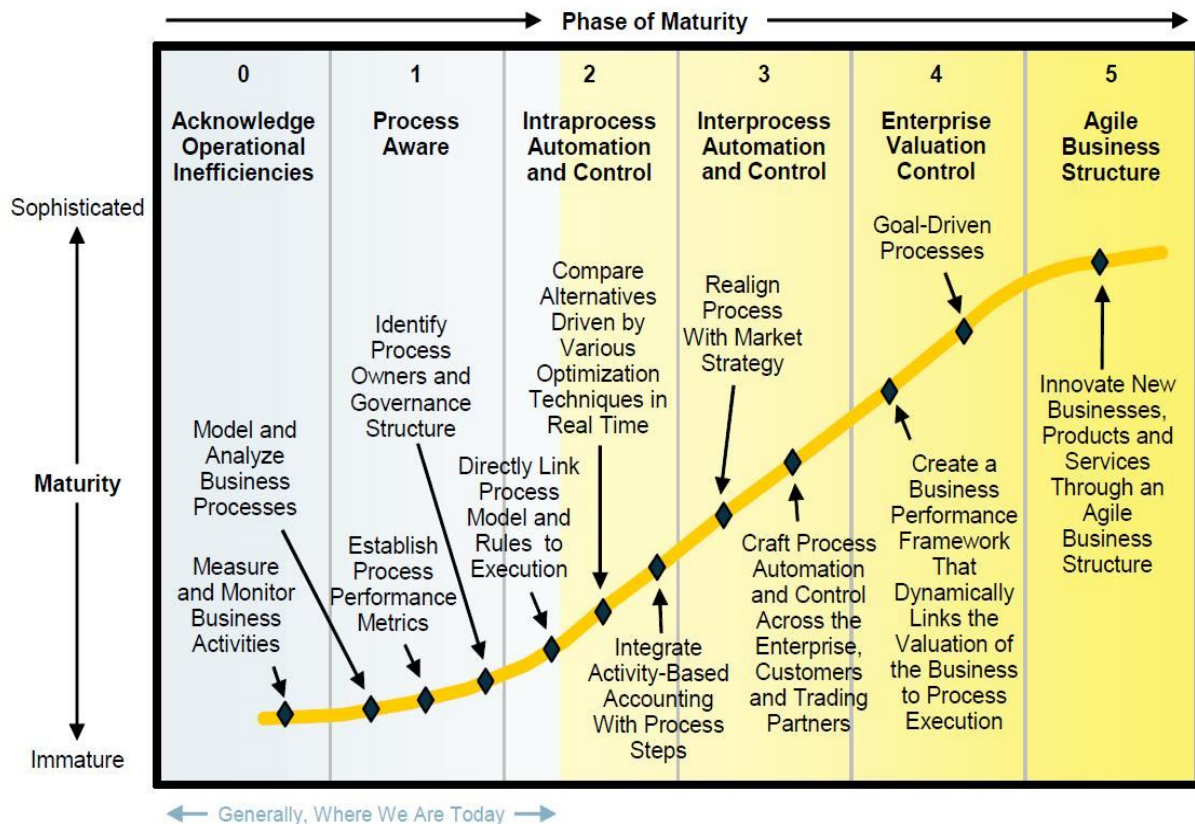 Phase of Maturity
0
Acknowledge
Operational
Inefficiencies
1
Process
Aware
2
Intraprocess
Automation
and Control
3
Interprocess
Automation
and Control
4
Enterprise
Valuation
Control
5
Agile
Business
Structure
Sophisticated
Maturity
Immature
Measure
and Monitor
Business
Activities
Model and
Analyze
Business
Processes
Establish
Process
Performance
Metrics
Identify
Process
Owners and
Governance
Structure
Directly Link
Process
Model and
Rules to
Execution
Compare
Alternatives
Driven by
Various
Optimization
Techniques in
Real Time
Integrate
Activity-Based
Accounting
With Process
Steps
Realign
Process
With Market
Strategy
Craft Process
Automation
and Control
Across the
Enterprise,
Customers
and Trading
Partners
Create a
Business
Performance
Framework
That
Dynamically
Links the
Valuation of
the Business
to Process
Execution
Goal-Driven
Processes
Innovate New
Businesses,
Products and
Services
Through an
Agile
Business
Structure
Generally, Where We Are Today